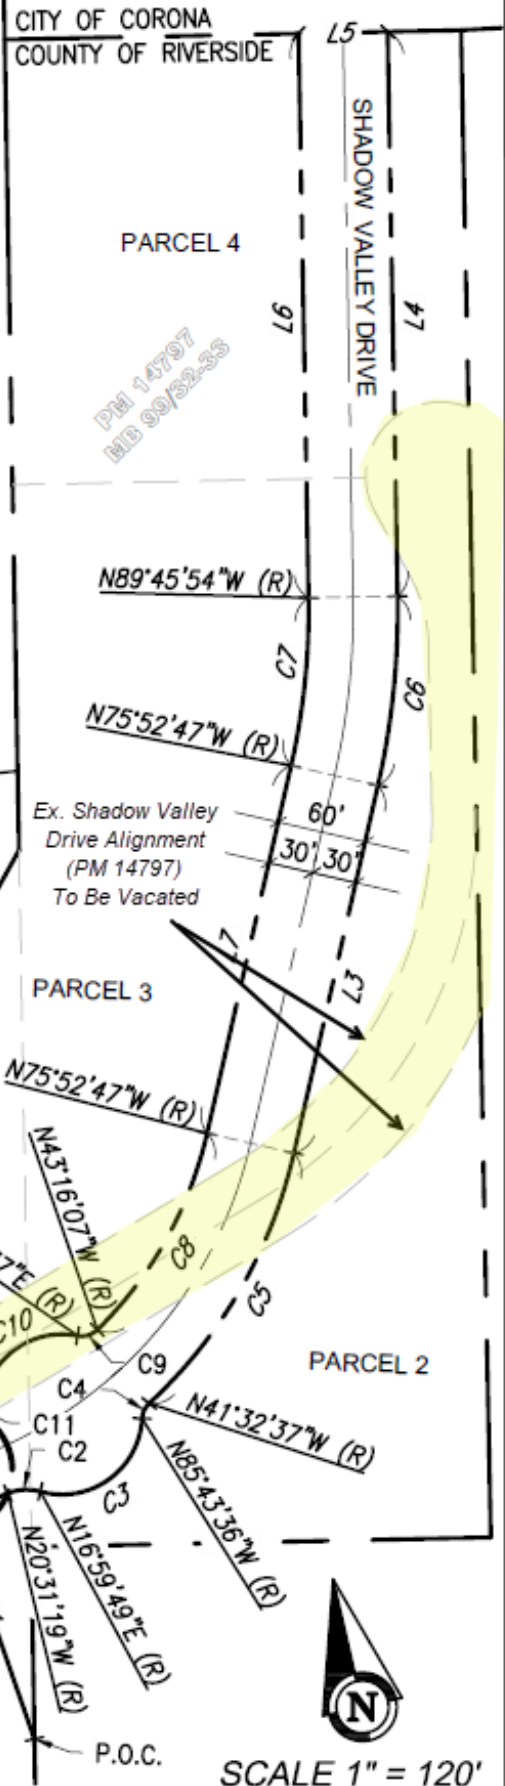 CITY OF CORONA
COUNTY OF RIVERSIDE
L5
SHADOW VALLEY DRIVE
PARCEL 4
L6
L4
PM 14797
MB 99/32-33
N89°45'54"W (R)
C7
C6
N75°52'47"W (R)
Ex. Shadow Valley
Drive Alignment
(PM 14797)
To Be Vacated
60'
30' 30'
L7
L3
PARCEL 3
N75°52'47"W (R)
N43°16'07"W (R)
7"E (R)
C10
C8
C5
C9
C4
PARCEL 2
C11
C2
N41°32'37"W (R)
C3
N85°43'36"W (R)
N16°59'49"E (R)
N20°31'19"W (R)
N
P.O.C.
SCALE 1" = 120'